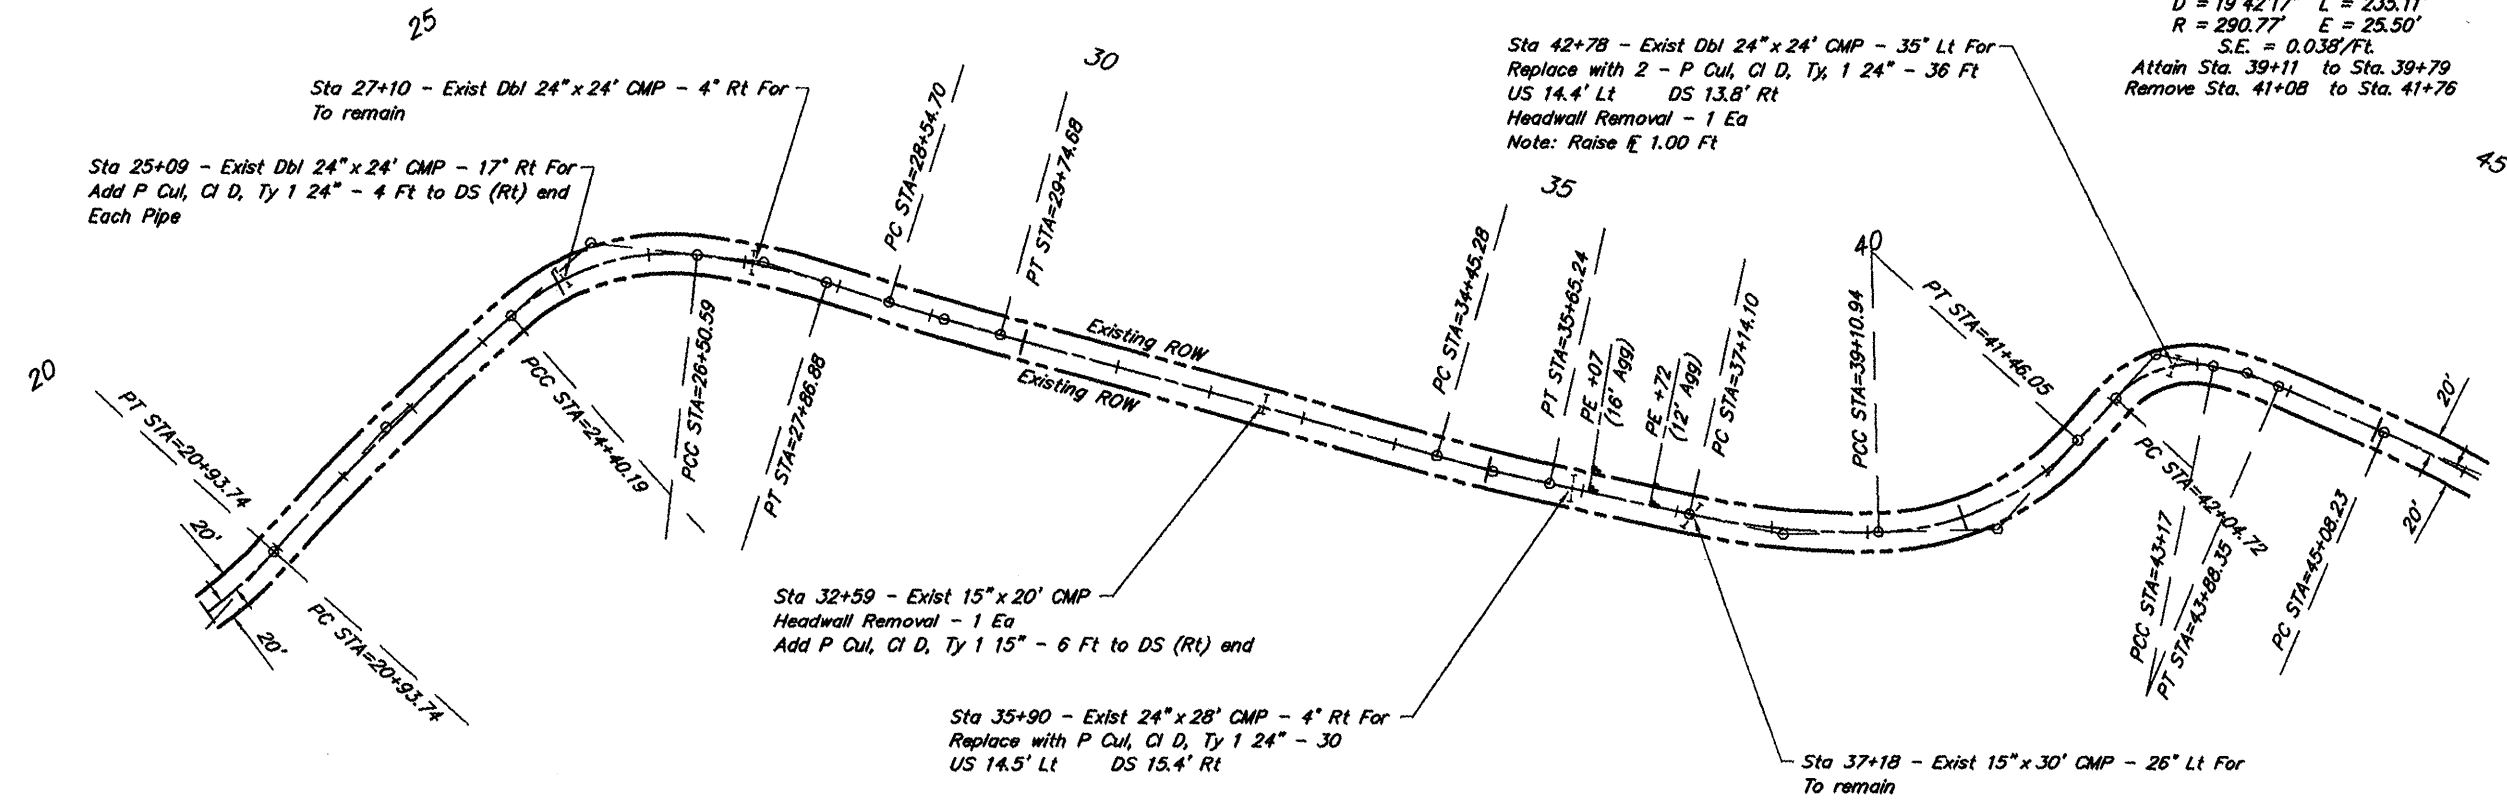 25
30
D = 19°42'17" L = 235.11'
R = 290.77' E = 25.50'
S.E. = 0.038'/Ft.
Attain Sta. 39+11 to Sta. 39+79
Remove Sta. 41+08 to Sta. 41+76
Sta 42+78 - Exist Dbl 24" x 24' CMP - 35° Lt For
Replace with 2 - P Cul, Cl D, Ty, 1 24" - 36 Ft
US 14.4' Lt DS 13.8' Rt
Headwall Removal - 1 Ea
Note: Raise ₣L 1.00 Ft
Sta 27+10 - Exist Dbl 24" x 24' CMP - 4° Rt For
To remain
Sta 25+09 - Exist Dbl 24" x 24' CMP - 17° Rt For
Add P Cul, Cl D, Ty 1 24" - 4 Ft to DS (Rt) end
Each Pipe
PC STA=28+54.70
PT STA=29+74.68
35
45
40
20
PC STA=34+45.28
PT STA=35+65.24
PE +07
(16' Agg)
PE +72
(12' Agg)
PC STA=37+14.10
PCC STA=39+10.94
PT STA=41+46.05
Existing ROW
Existing ROW
PT STA=20+93.74
PCC STA=24+40.19
PCC STA=26+50.59
PT STA=27+86.88
20'
20'
PC STA=20+93.74
20'
20'
PC STA=42+04.72
PCC STA=43+17
PT STA=43+88.35
PC STA=45+08.23
Sta 32+59 - Exist 15" x 20' CMP
Headwall Removal - 1 Ea
Add P Cul, Cl D, Ty 1 15" - 6 Ft to DS (Rt) end
Sta 35+90 - Exist 24" x 28' CMP - 4° Rt For
Replace with P Cul, Cl D, Ty 1 24" - 30
US 14.5' Lt DS 15.4' Rt
Sta 37+18 - Exist 15" x 30' CMP - 26° Lt For
To remain